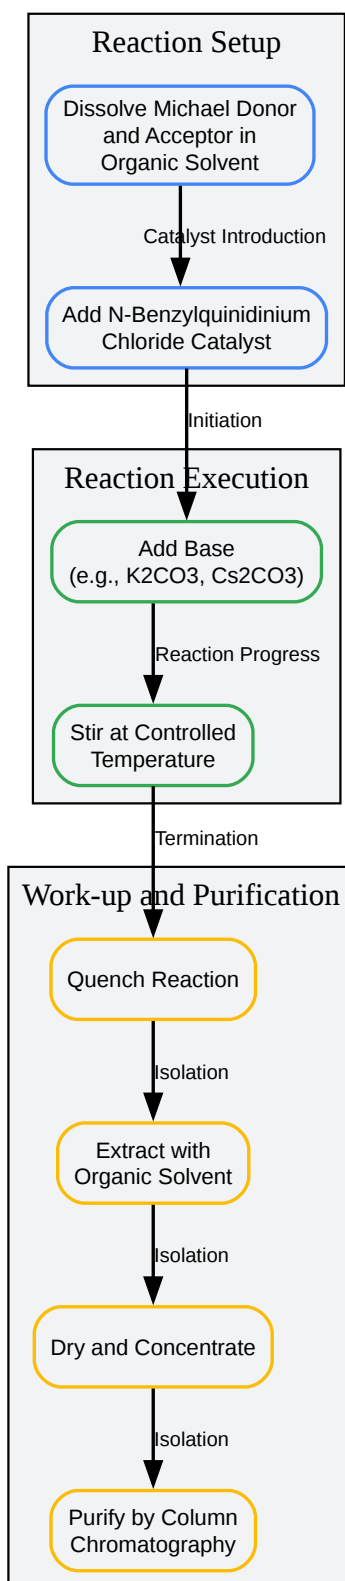 Reaction Setup
Dissolve Michael Donor
and Acceptor in
Organic Solvent
Catalyst Introduction
Add N-Benzylquinidinium
Chloride Catalyst
Initiation
Reaction Execution
Add Base
(e.g., K2CO3, Cs2CO3)
Reaction Progress
Stir at Controlled
Temperature
Termination
Work-up and Purification
Quench Reaction
Isolation
Extract with
Organic Solvent
Isolation
Dry and Concentrate
Isolation
Purify by Column
Chromatography